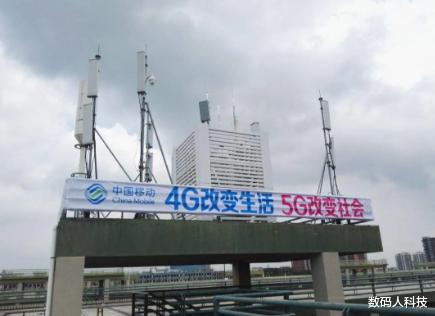 中国移动
China Mobile
4G改变生活 5G改变社会
数码人科技